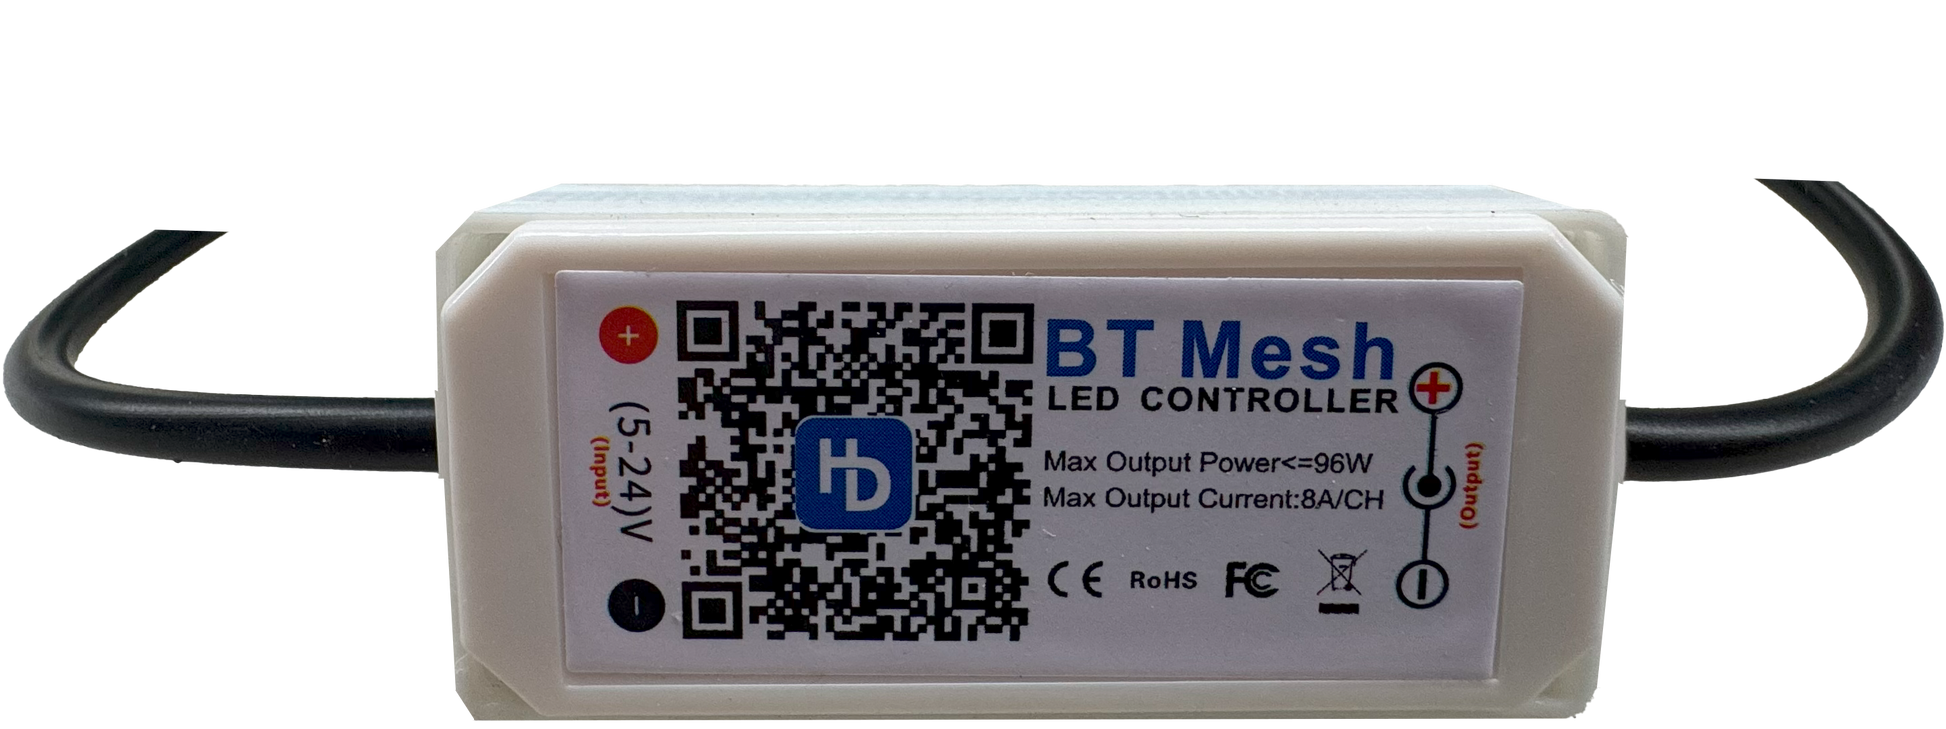 +
(5-24)V
(Input)
-
HD
BT Mesh
LED CONTROLLER
Max Output Power<=96W
Max Output Current:8A/CH
CE RoHS FC
+
(Output)
-